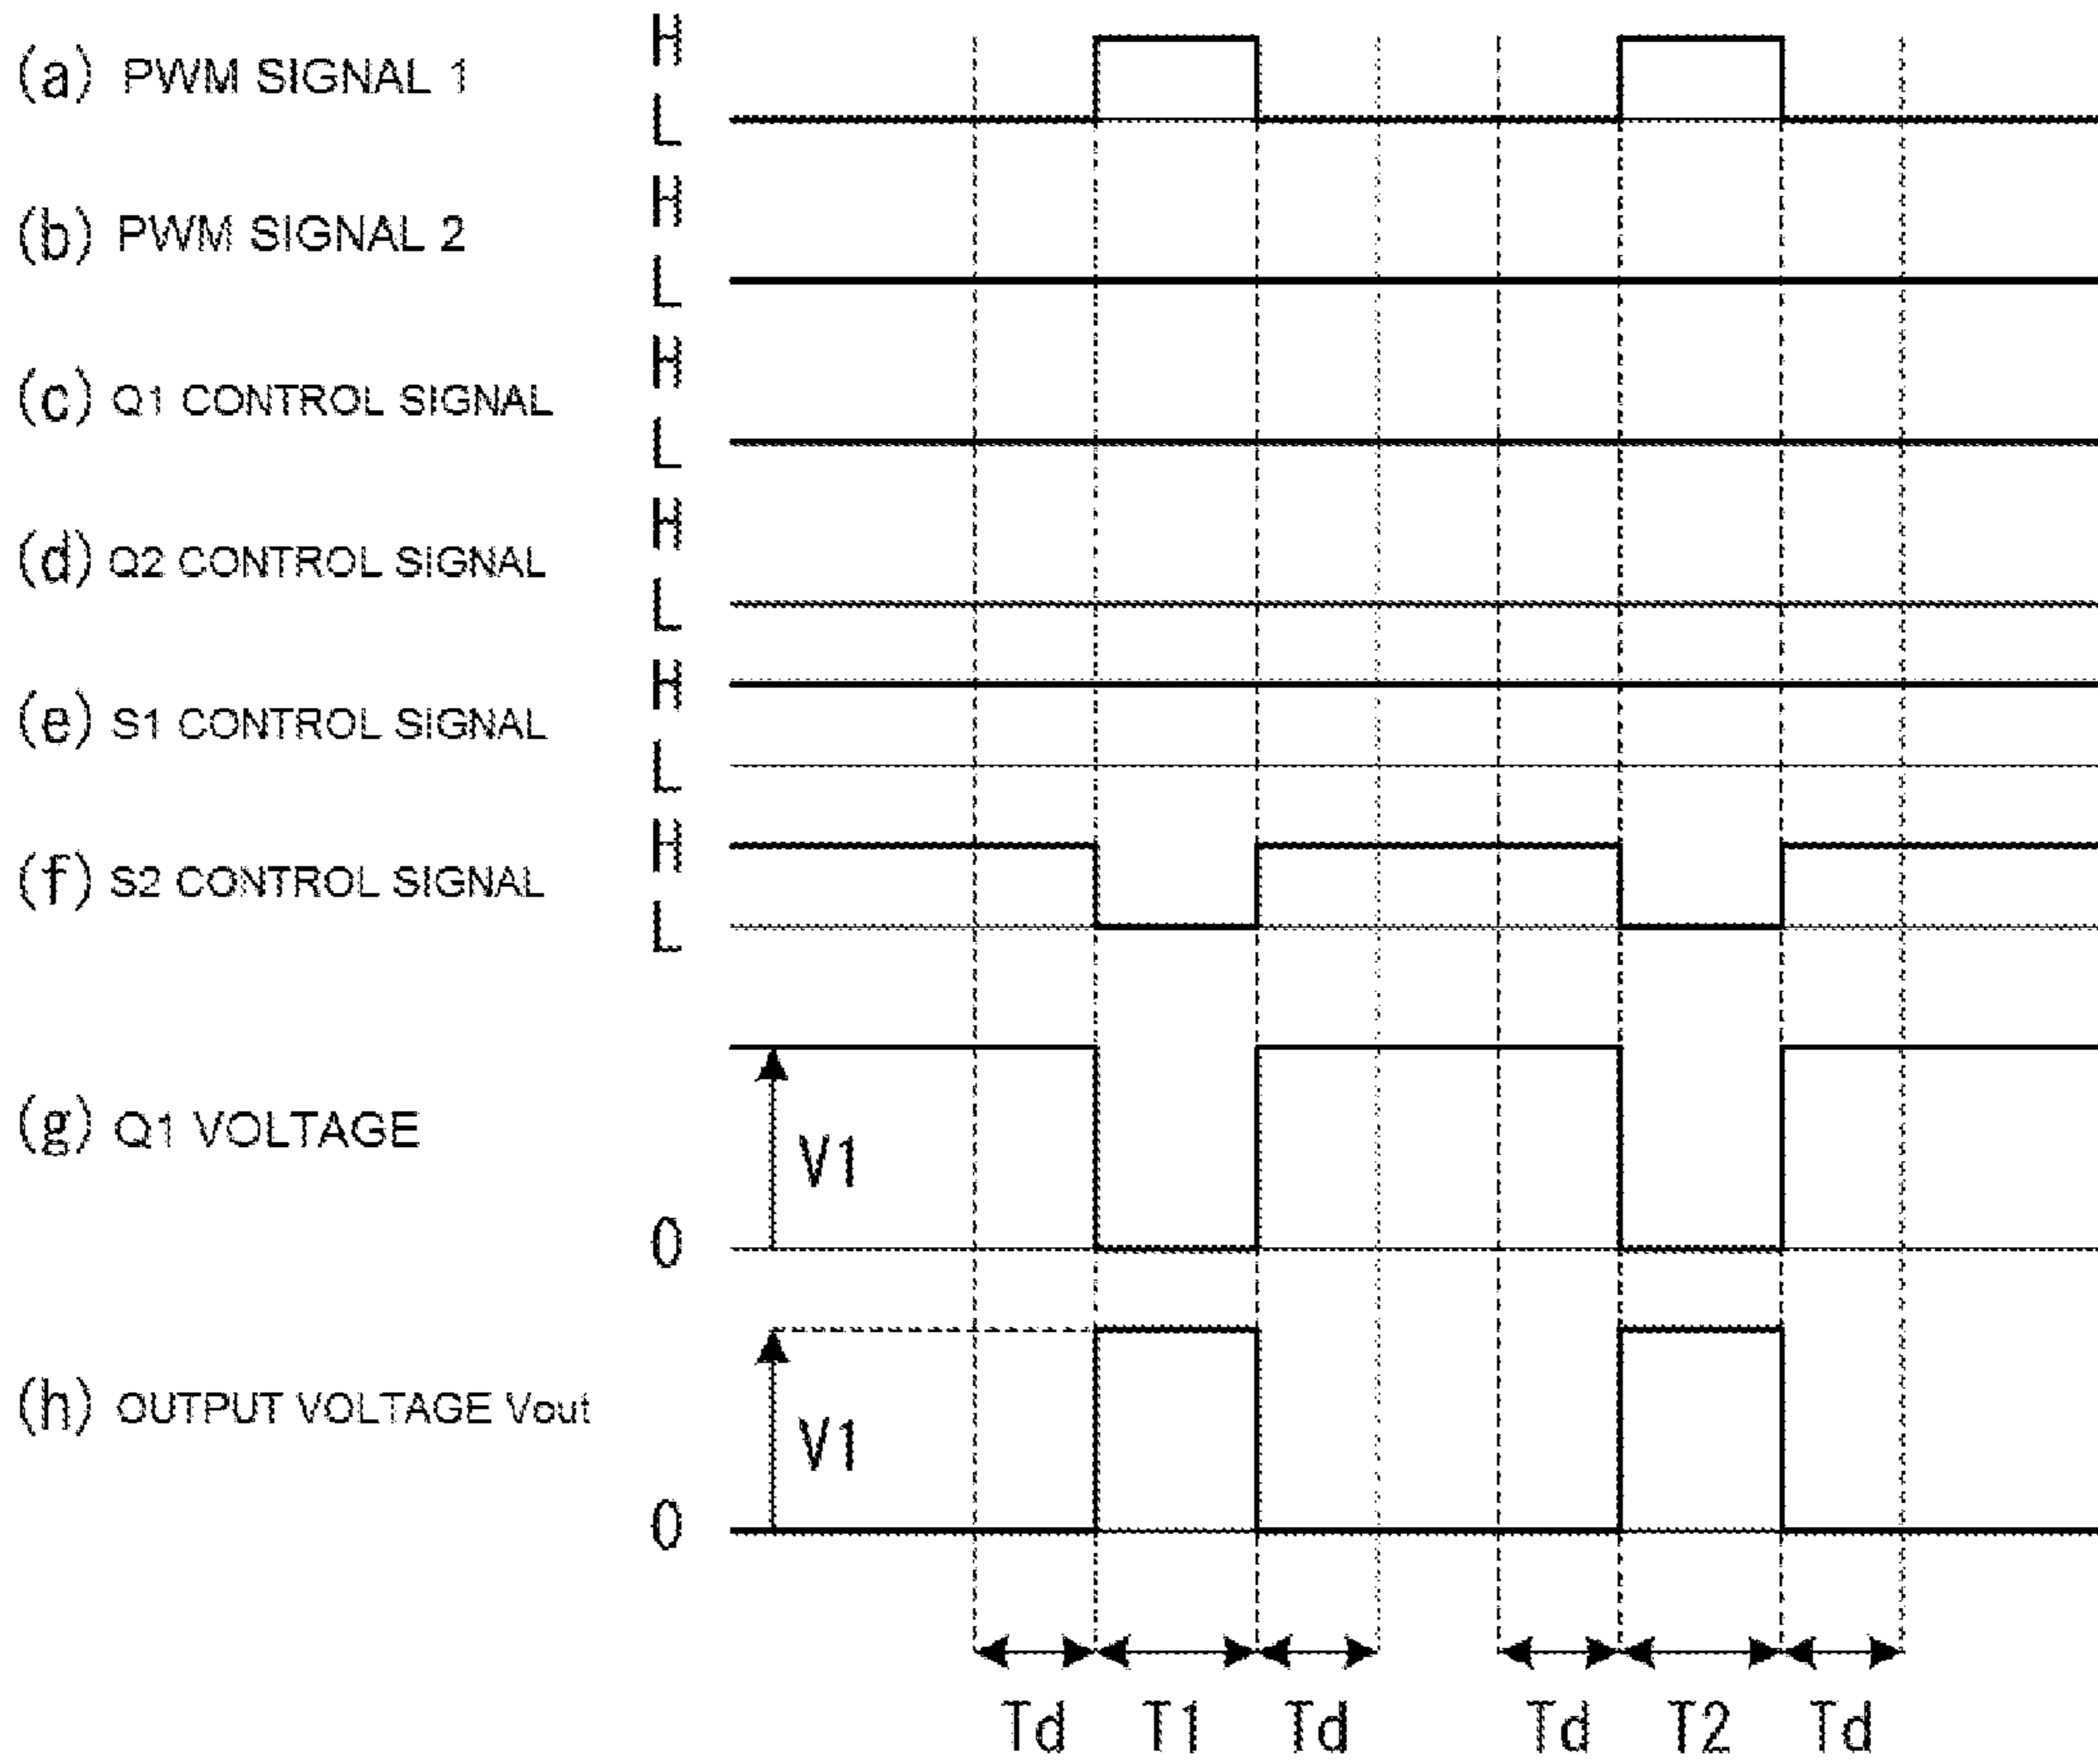 (a) PWM SIGNAL 1 H
L
(b) PWM SIGNAL 2 H
L
(c) Q1 CONTROL SIGNAL H
L
(d) Q2 CONTROL SIGNAL H
L
(e) S1 CONTROL SIGNAL H
L
(f) S2 CONTROL SIGNAL H
L
(g) Q1 VOLTAGE V1
0
(h) OUTPUT VOLTAGE Vout V1
0
Td T1 Td Td T2 Td